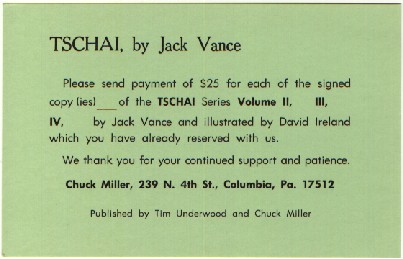 TSCHAI, by Jack Vance
Please send payment of $25 for each of the signed
copy (ies)___of the TSCHAI Series Volume II, III,
IV, by Jack Vance and illustrated by David Ireland
which you have already reserved with us.
We thank you for your continued support and patience.
Chuck Miller, 239 N. 4th St., Columbia, Pa. 17512
Published by Tim Underwood and Chuck Miller